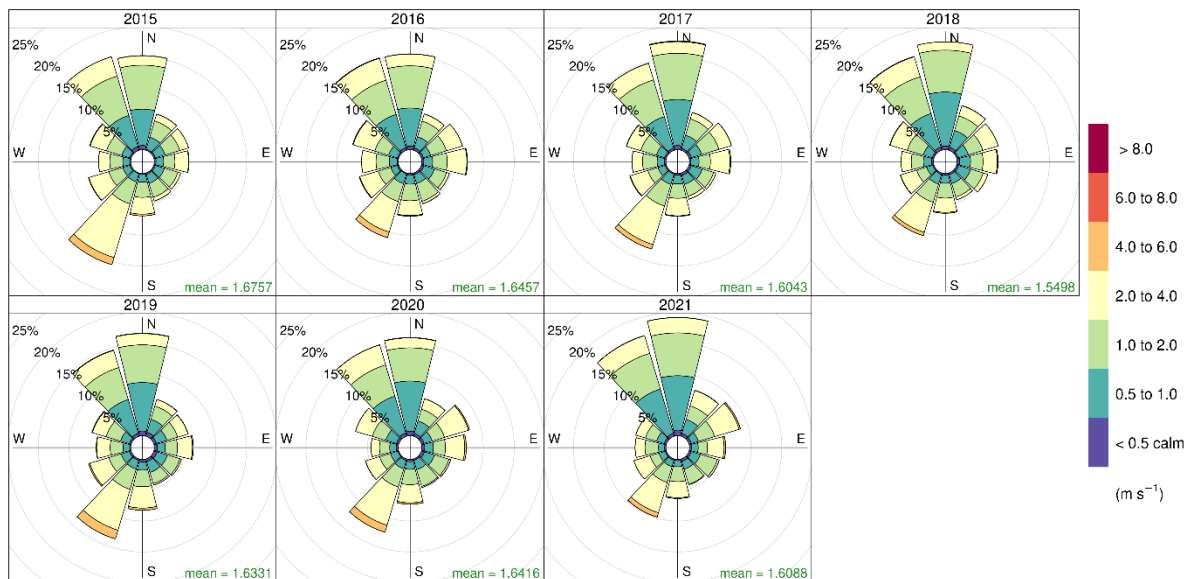 2015
N
25%
20%
15%
10%
5%
W
E
S
mean = 1.6757
2016
N
25%
20%
15%
10%
5%
W
E
S
mean = 1.6457
2017
N
25%
20%
15%
10%
5%
W
E
S
mean = 1.6043
2018
N
25%
20%
15%
10%
5%
W
E
S
mean = 1.5498
2019
N
25%
20%
15%
10%
5%
W
E
S
mean = 1.6331
2020
N
25%
20%
15%
10%
5%
W
E
S
mean = 1.6416
2021
N
25%
20%
15%
10%
5%
W
E
S
mean = 1.6088
> 8.0
6.0 to 8.0
4.0 to 6.0
2.0 to 4.0
1.0 to 2.0
0.5 to 1.0
< 0.5 calm
(m s⁻¹)